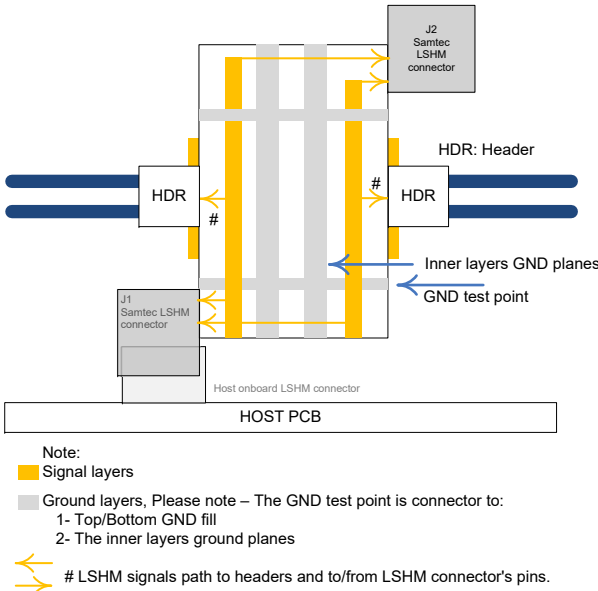 J2
Samtec
LSHM
connector
HDR: Header
HDR
#
#
HDR
Inner layers GND planes
GND test point
J1
Samtec LSHM
connector
Host onboard LSHM connector
HOST PCB
Note:
Signal layers
Ground layers, Please note – The GND test point is connector to:
1- Top/Bottom GND fill
2- The inner layers ground planes
# LSHM signals path to headers and to/from LSHM connector's pins.